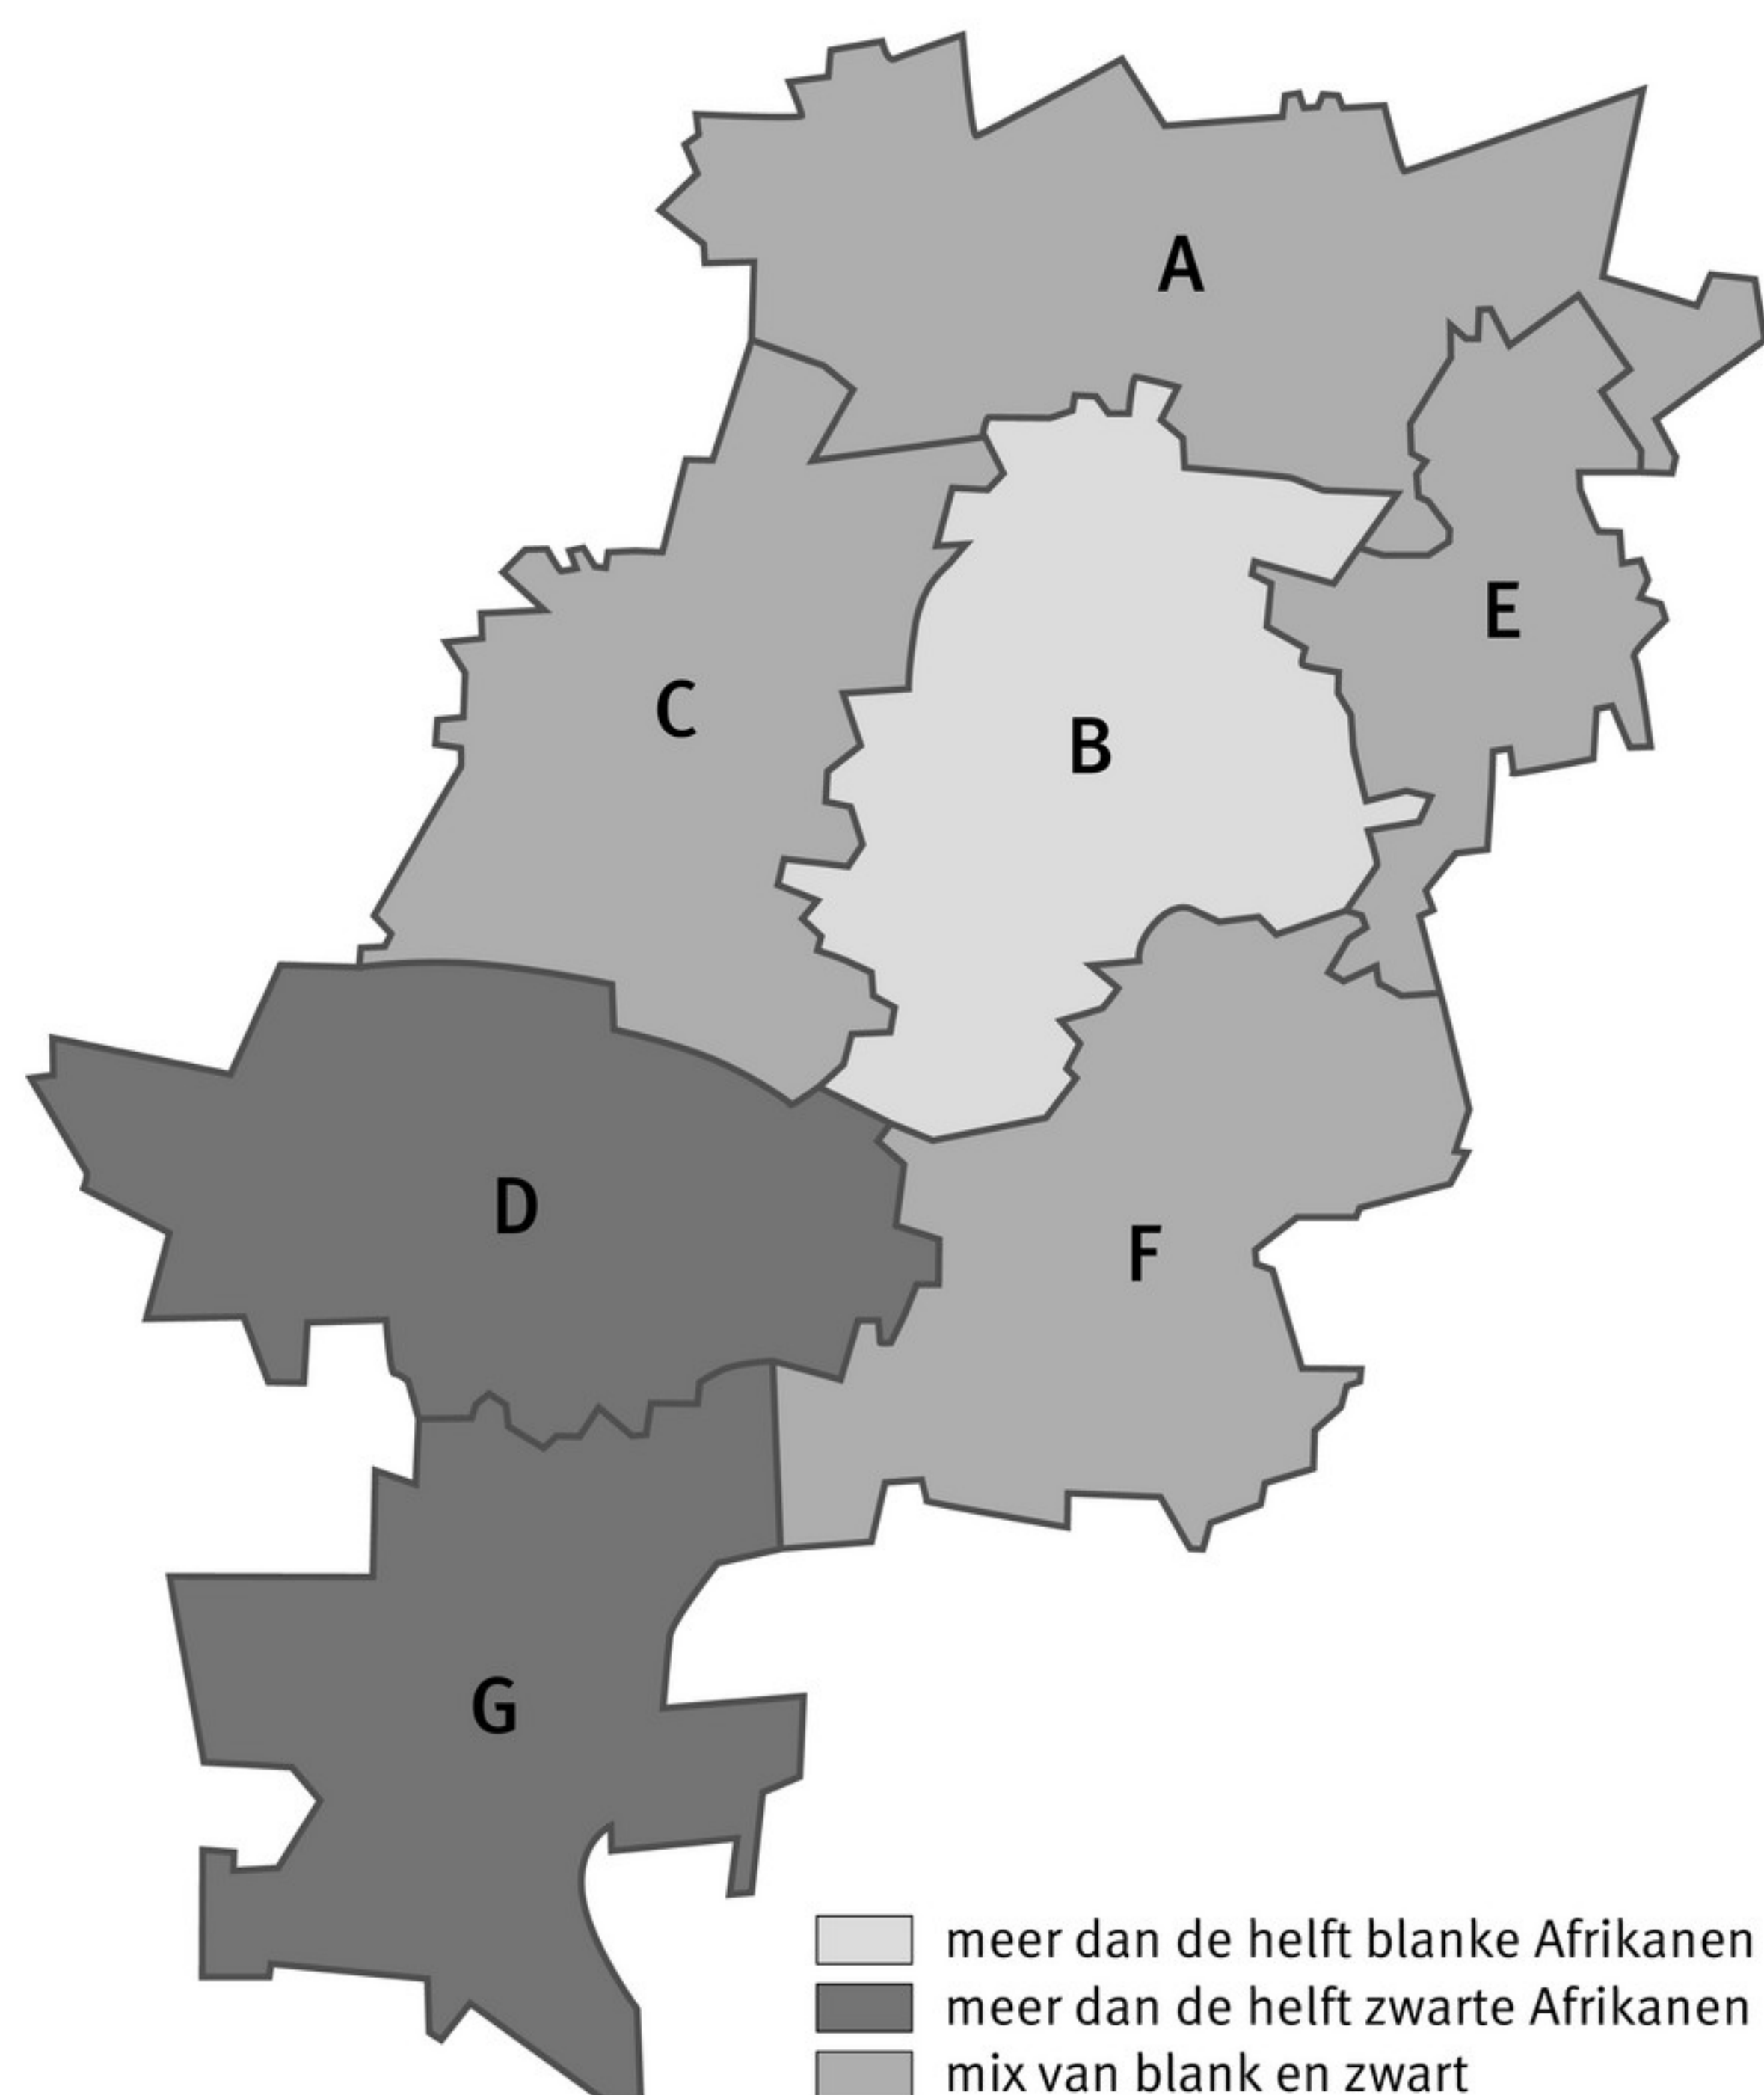 A
E
C
B
D
F
G
meer dan de helft blanke Afrikanen
meer dan de helft zwarte Afrikanen
mix van blank en zwart